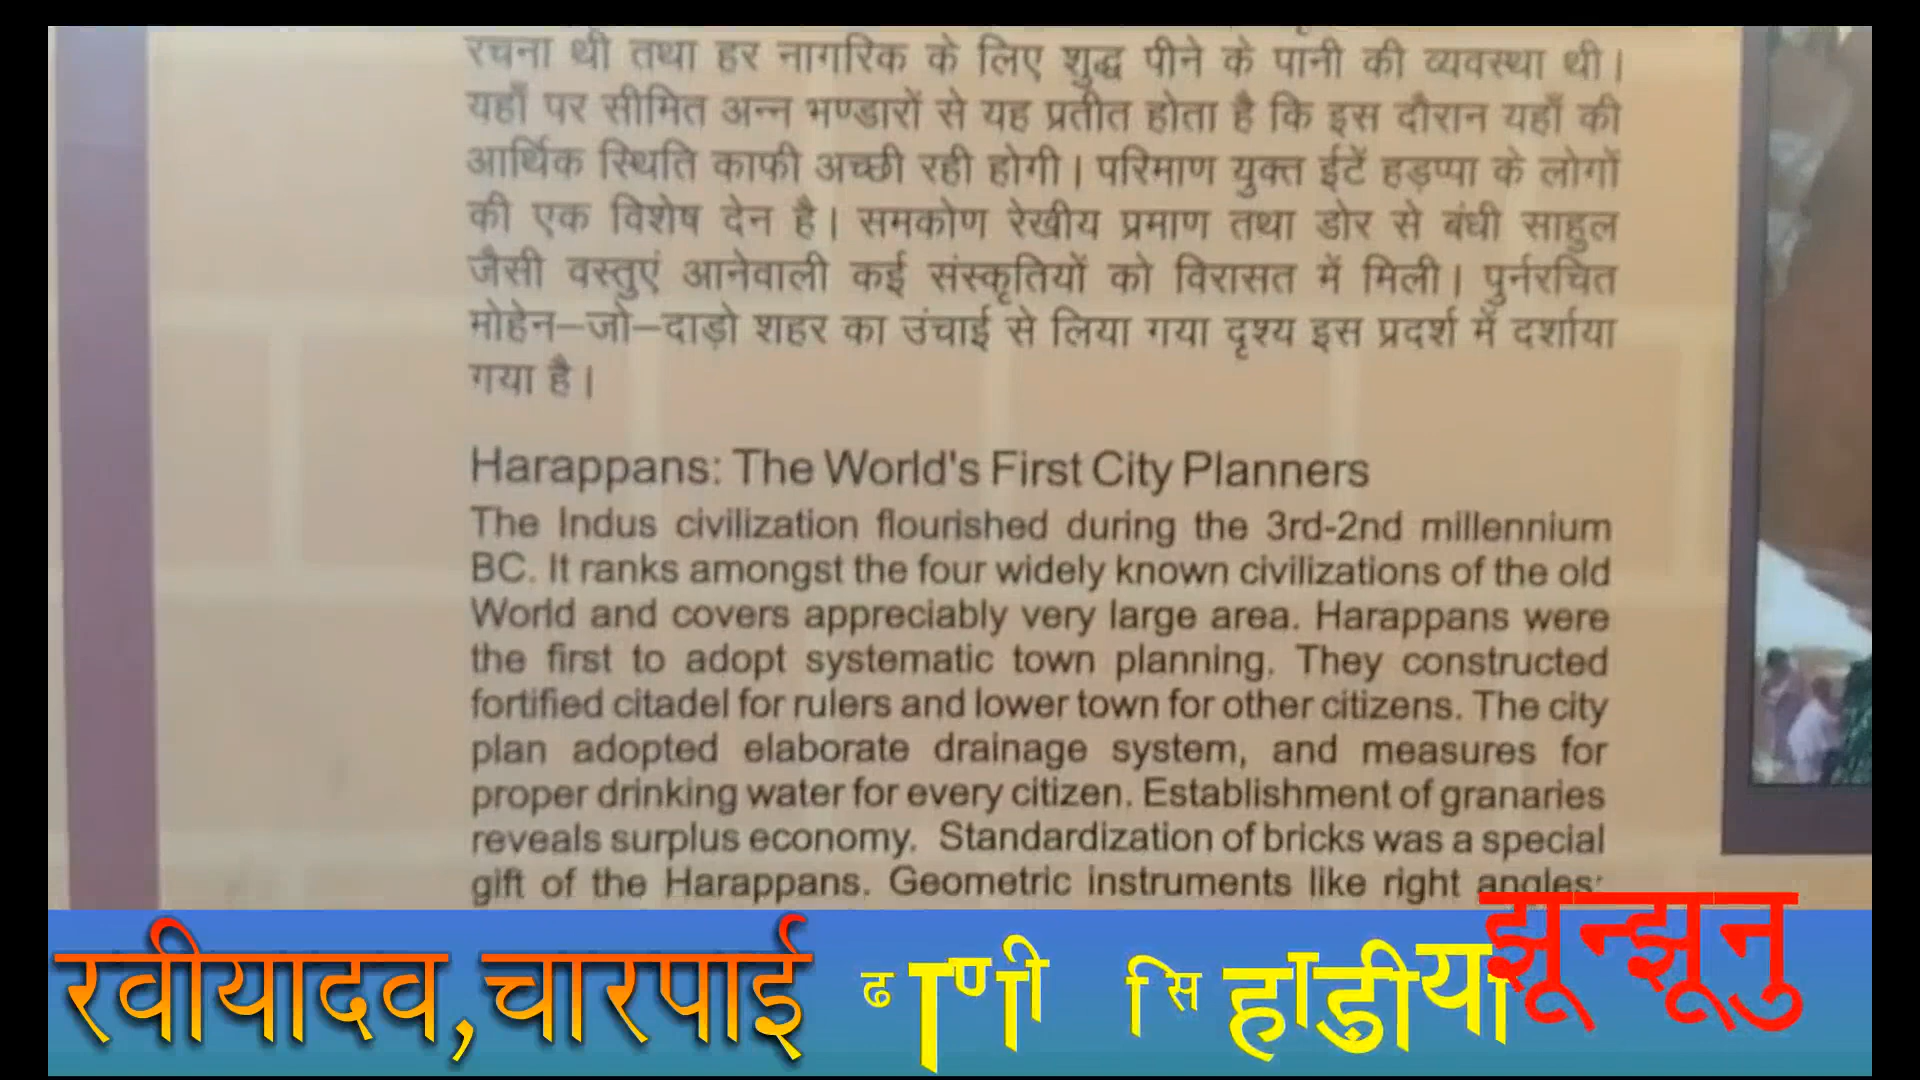 रचना थी तथा हर नागरिक के लिए शुद्ध पीने के पानी की व्यवस्था थी।
यहाँ पर सीमित अन्न भण्डारों से यह प्रतीत होता है कि इस दौरान यहाँ की
आर्थिक स्थिति काफी अच्छी रही होगी। परिमाण युक्त ईटें हड़प्पा के लोगों
की एक विशेष देन है। समकोण रेखीय प्रमाण तथा डोर से बंधी साहुल
जैसी वस्तुएं आनेवाली कई संस्कृतियों को विरासत में मिली। पुर्नरचित
मोहेन–जो–दाड़ो शहर का उंचाई से लिया गया दृश्य इस प्रदर्श में दर्शाया
गया है।
Harappans: The World's First City Planners
The Indus civilization flourished during the 3rd-2nd millennium
BC. It ranks amongst the four widely known civilizations of the old
World and covers appreciably very large area. Harappans were
the first to adopt systematic town planning. They constructed
fortified citadel for rulers and lower town for other citizens. The city
plan adopted elaborate drainage system, and measures for
proper drinking water for every citizen. Establishment of granaries
reveals surplus economy. Standardization of bricks was a special
gift of the Harappans. Geometric instruments like right angles;
रवीयादव,चारपाई ढाणी सिहांड़ीया झून्झूनु